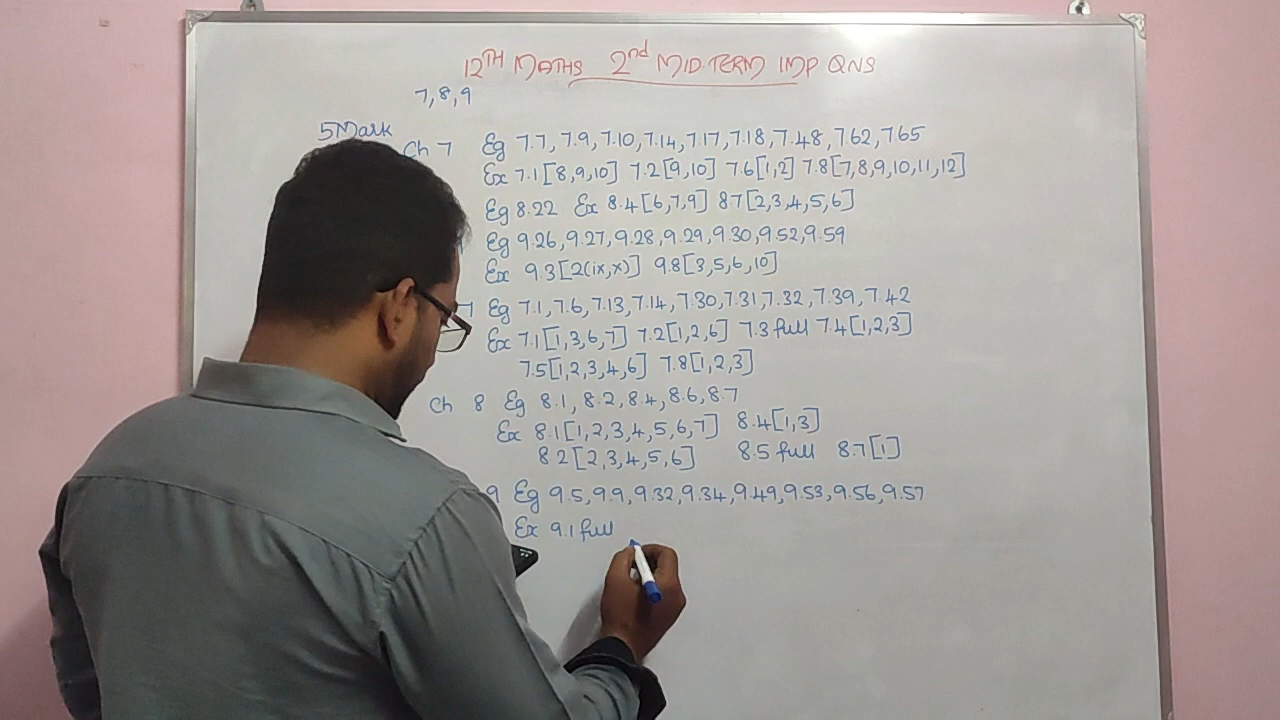 12TH MATHS 2nd MID.TERM IMP QNS
7,8,9
5Mark
Ch 7 Eg 7.7, 7.9, 7.10, 7.14, 7.17, 7.18, 7.48, 762, 7.65
Ex 7.1[8,9,10] 7.2[9,10] 7.6[1,2] 7.8[7,8,9,10,11,12]
Eg 8.22 Ex 8.4[6,7,9] 87[2,3,4,5,6]
Eg 9.26, 9.27, 9.28, 9.29, 9.30, 9.52, 9.59
Ex 9.3[2(ix,x)] 9.8[3,5,6,10]
7 Eg 7.1, 7.6, 7.13, 7.14, 7.30, 7.31, 7.32, 7.39, 7.42
Ex 7.1[1,3,6,7] 7.2[1,2,6] 7.3 full 7.4[1,2,3]
7.5[1,2,3,4,6] 7.8[1,2,3]
Ch 8 Eg 8.1, 8.2, 8.4, 8.6, 8.7
Ex 8.1[1,2,3,4,5,6,7] 8.4[1,3]
8.2[2,3,4,5,6] 8.5 full 8.7[1]
9 Eg 9.5, 9.9, 9.32, 9.34, 9.49, 9.53, 9.56, 9.57
Ex 9.1 full